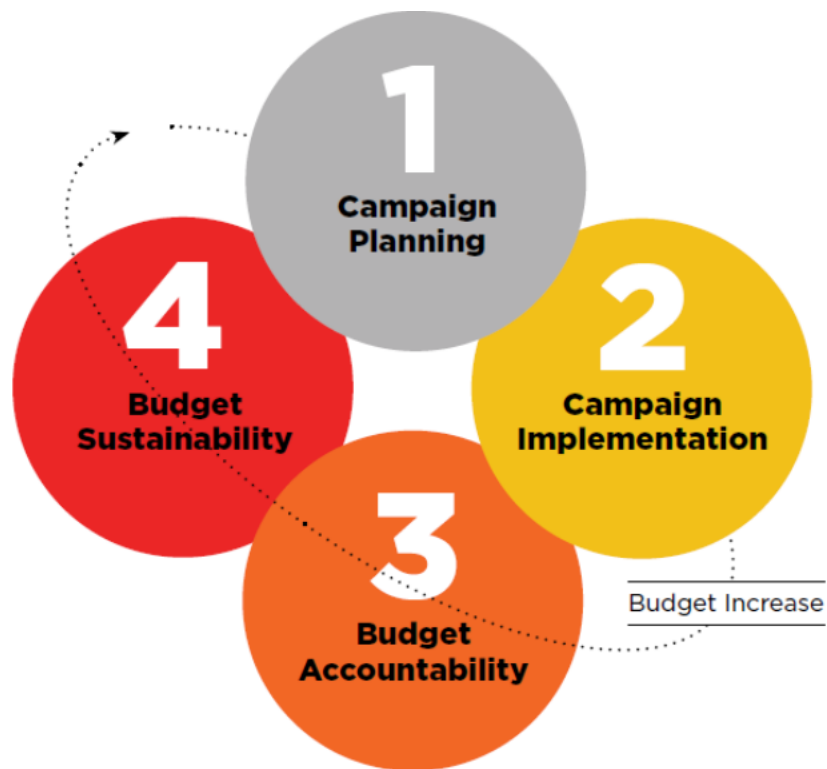 1
Campaign
Planning
2
Campaign
Implementation
Budget Increase
3
Budget
Accountability
4
Budget
Sustainability